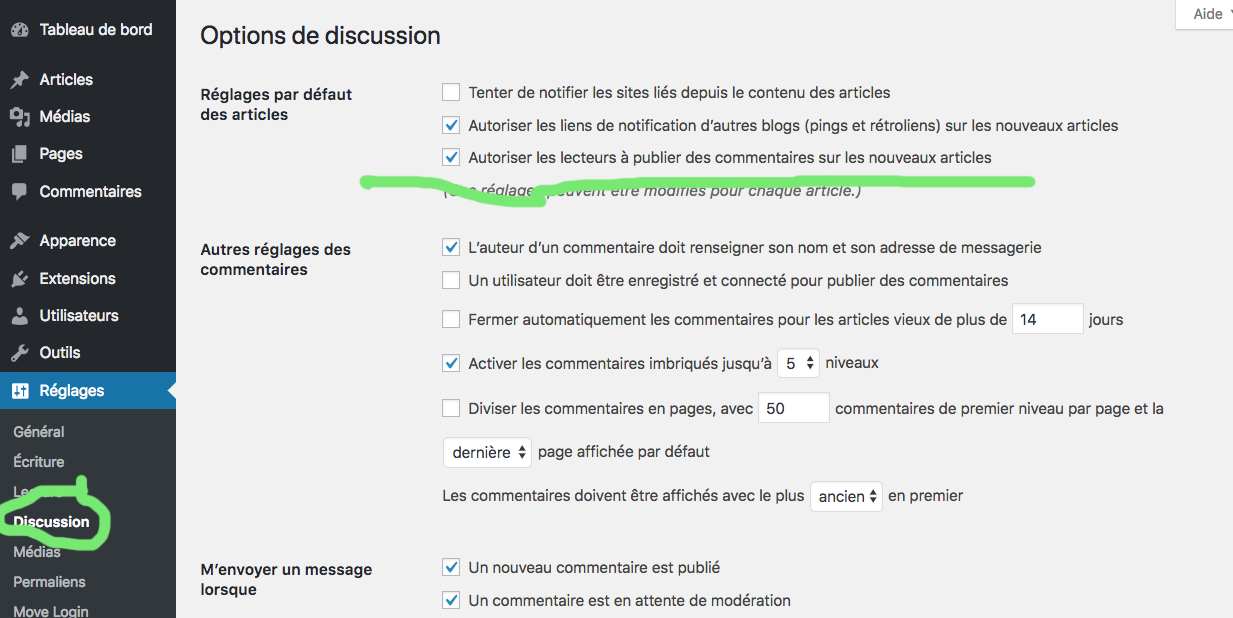 Tableau de bord
Articles
Médias
Pages
Commentaires
Apparence
Extensions
Utilisateurs
Outils
Réglages
Général
Écriture
Discussion
Médias
Permaliens
Move Login
Aide
Options de discussion
Réglages par défaut
des articles
Tenter de notifier les sites liés depuis le contenu des articles
Autoriser les liens de notification d’autres blogs (pings et rétroliens) sur les nouveaux articles
Autoriser les lecteurs à publier des commentaires sur les nouveaux articles
peuvent être modifiés pour chaque article.)
Autres réglages des
commentaires
L’auteur d’un commentaire doit renseigner son nom et son adresse de messagerie
Un utilisateur doit être enregistré et connecté pour publier des commentaires
Fermer automatiquement les commentaires pour les articles vieux de plus de 14 jours
Activer les commentaires imbriqués jusqu’à 5 niveaux
Diviser les commentaires en pages, avec 50 commentaires de premier niveau par page et la
dernière page affichée par défaut
Les commentaires doivent être affichés avec le plus ancien en premier
M’envoyer un message
lorsque
Un nouveau commentaire est publié
Un commentaire est en attente de modération